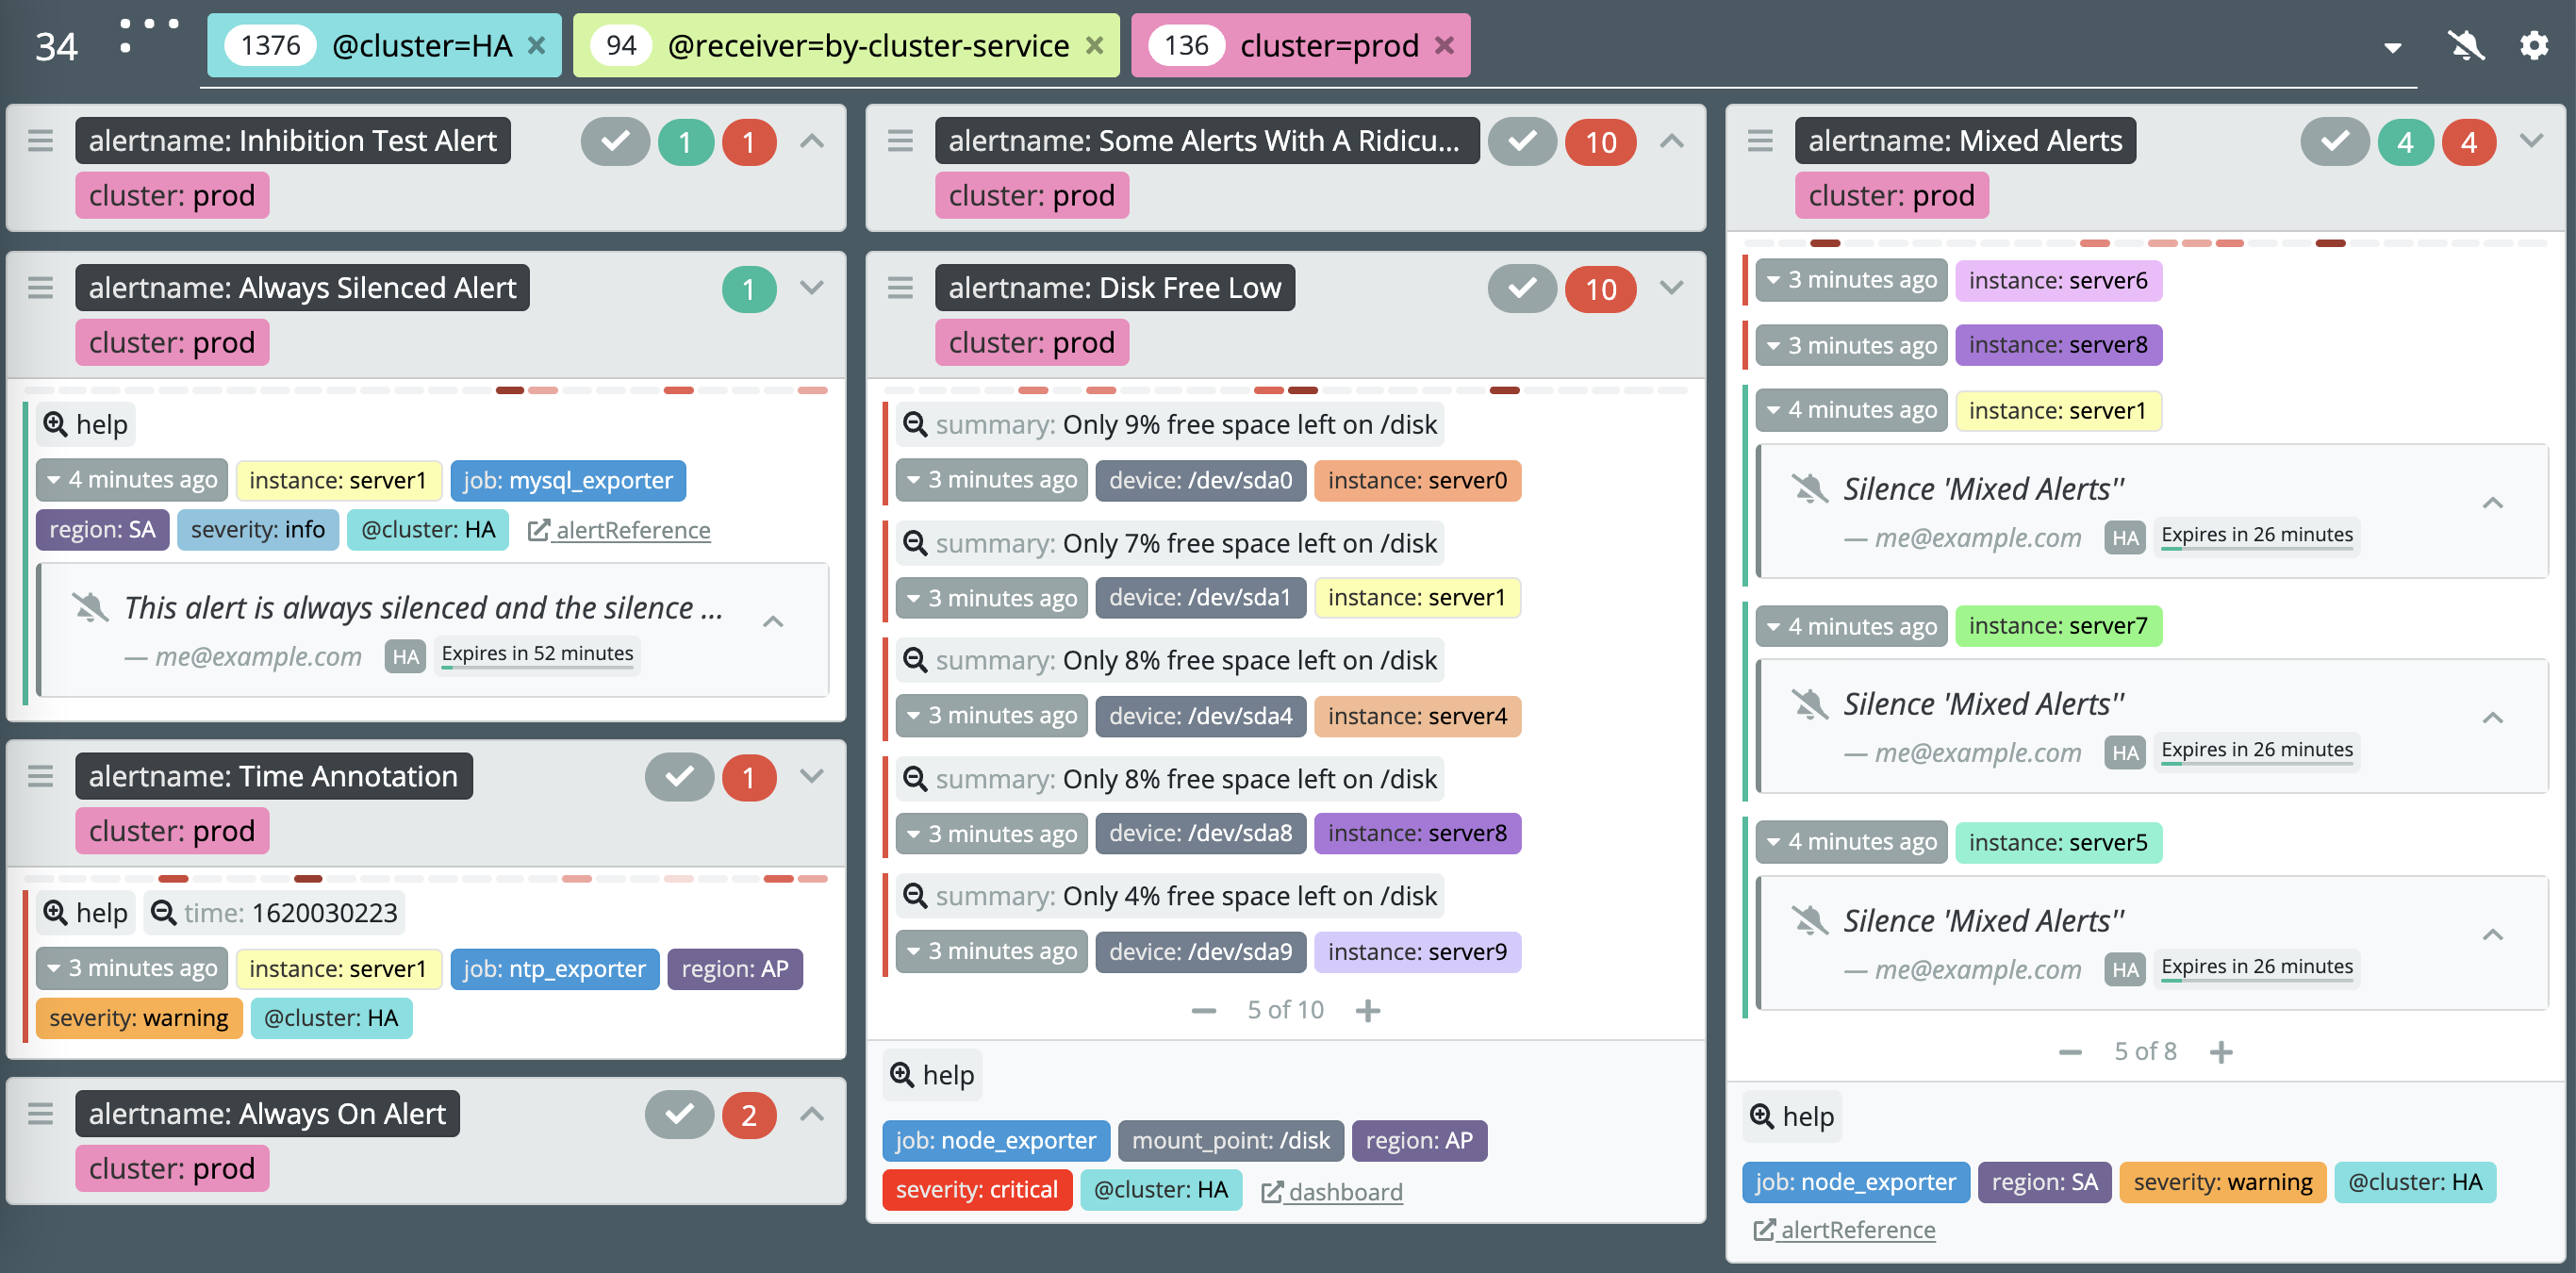 34 1376 @cluster=HA × 94 @receiver=by-cluster-service × 136 cluster=prod ×
alertname: Inhibition Test Alert 1 1
cluster: prod
alertname: Always Silenced Alert 1
cluster: prod
help
4 minutes ago instance: server1 job: mysql_exporter
region: SA severity: info @cluster: HA alertReference
This alert is always silenced and the silence ...
— me@example.com HA Expires in 52 minutes
alertname: Time Annotation 1
cluster: prod
help time: 1620030223
3 minutes ago instance: server1 job: ntp_exporter region: AP
severity: warning @cluster: HA
alertname: Always On Alert 2
cluster: prod
alertname: Some Alerts With A Ridicu... 10
cluster: prod
alertname: Disk Free Low 10
cluster: prod
summary: Only 9% free space left on /disk
3 minutes ago device: /dev/sda0 instance: server0
summary: Only 7% free space left on /disk
3 minutes ago device: /dev/sda1 instance: server1
summary: Only 8% free space left on /disk
3 minutes ago device: /dev/sda4 instance: server4
summary: Only 8% free space left on /disk
3 minutes ago device: /dev/sda8 instance: server8
summary: Only 4% free space left on /disk
3 minutes ago device: /dev/sda9 instance: server9
5 of 10
help
job: node_exporter mount_point: /disk region: AP
severity: critical @cluster: HA dashboard
alertname: Mixed Alerts 4 4
cluster: prod
3 minutes ago instance: server6
3 minutes ago instance: server8
4 minutes ago instance: server1
Silence 'Mixed Alerts''
— me@example.com HA Expires in 26 minutes
4 minutes ago instance: server7
Silence 'Mixed Alerts''
— me@example.com HA Expires in 26 minutes
4 minutes ago instance: server5
Silence 'Mixed Alerts''
— me@example.com HA Expires in 26 minutes
5 of 8
help
job: node_exporter region: SA severity: warning @cluster: HA
alertReference